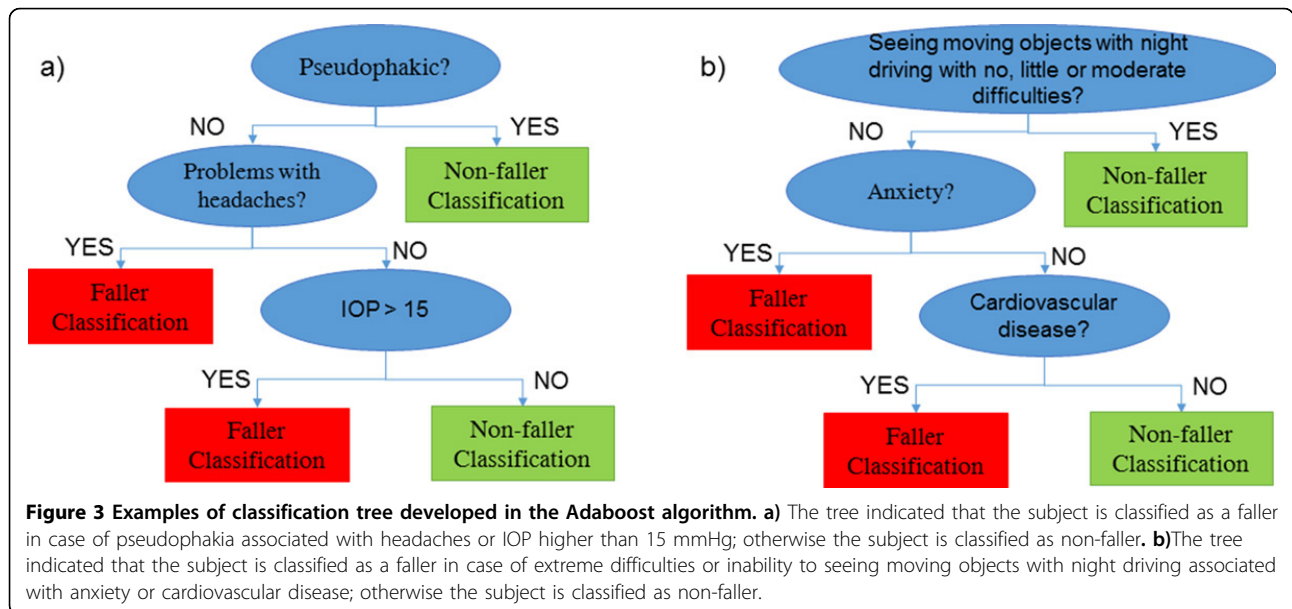 a)
Pseudophakic?
NO
YES
Problems with
headaches?
Non-faller
Classification
YES
NO
Faller
Classification
IOP > 15
YES
NO
Faller
Classification
Non-faller
Classification
b)
Seeing moving objects with night
driving with no, little or moderate
difficulties?
NO
YES
Anxiety?
Non-faller
Classification
YES
NO
Faller
Classification
Cardiovascular
disease?
YES
NO
Faller
Classification
Non-faller
Classification
Figure 3 Examples of classification tree developed in the Adaboost algorithm. a) The tree indicated that the subject is classified as a faller
in case of pseudophakia associated with headaches or IOP higher than 15 mmHg; otherwise the subject is classified as non-faller. b)The tree
indicated that the subject is classified as a faller in case of extreme difficulties or inability to seeing moving objects with night driving associated
with anxiety or cardiovascular disease; otherwise the subject is classified as non-faller.